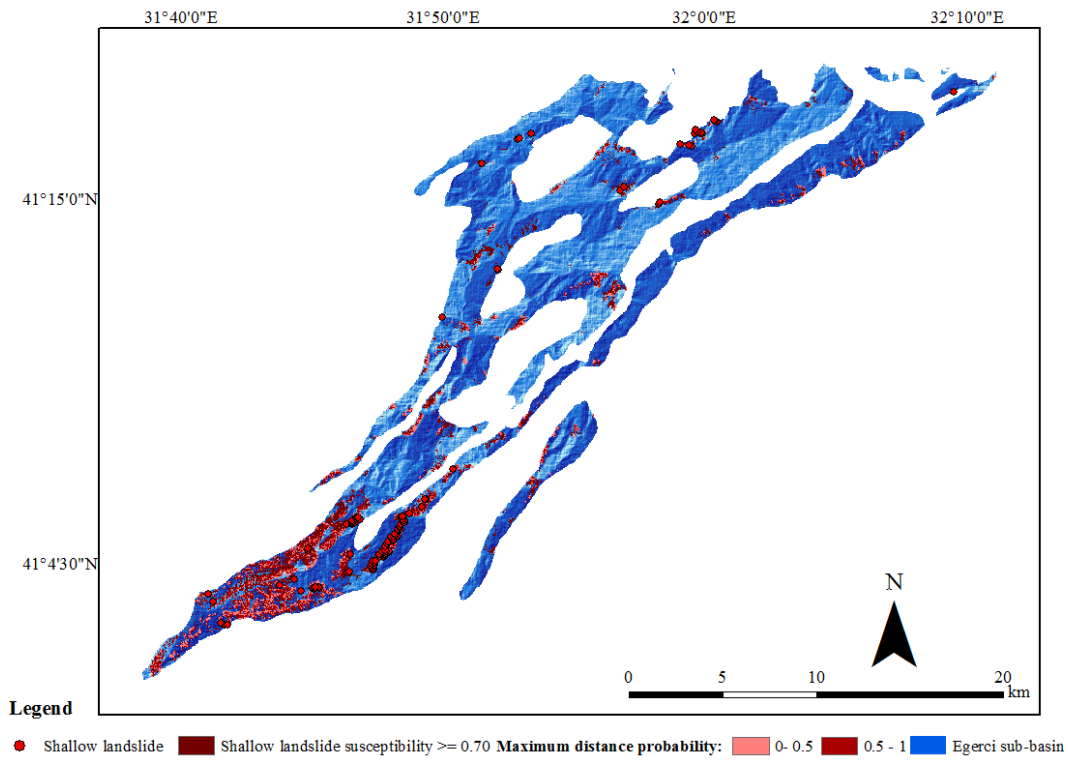 31°40'0"E 31°50'0"E 32°0'0"E 32°10'0"E
41°15'0"N
41°4'30"N
N
0 5 10 20
km
Legend
Shallow landslide Shallow landslide susceptibility >= 0.70 Maximum distance probability: 0- 0.5 0.5 - 1 Egerci sub-basin